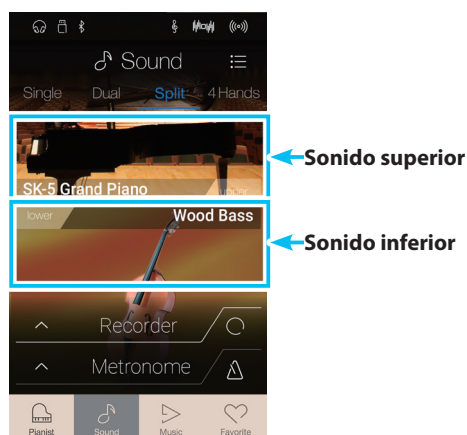 Sound
Single Dual Split 4 Hands
SK-5 Grand Piano upper
lower Wood Bass
Recorder
Metronome
Pianist Sound Music Favorite
Sonido superior
Sonido inferior